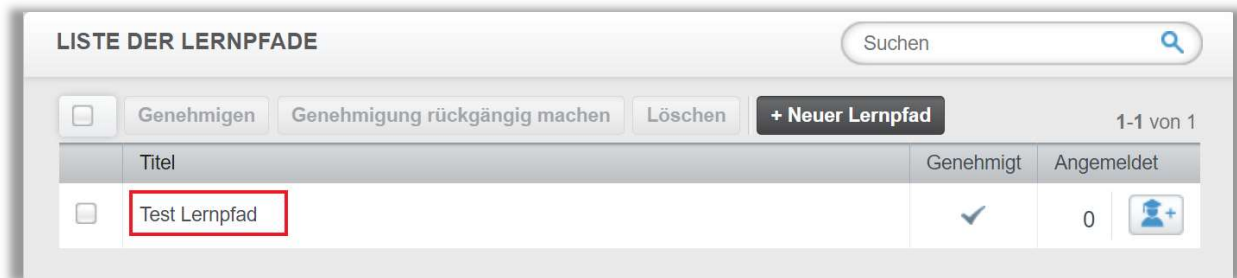 LISTE DER LERNPFADE
Suchen
Genehmigen Genehmigung rückgängig machen Löschen + Neuer Lernpfad 1-1 von 1
Titel Genehmigt Angemeldet
Test Lernpfad 0